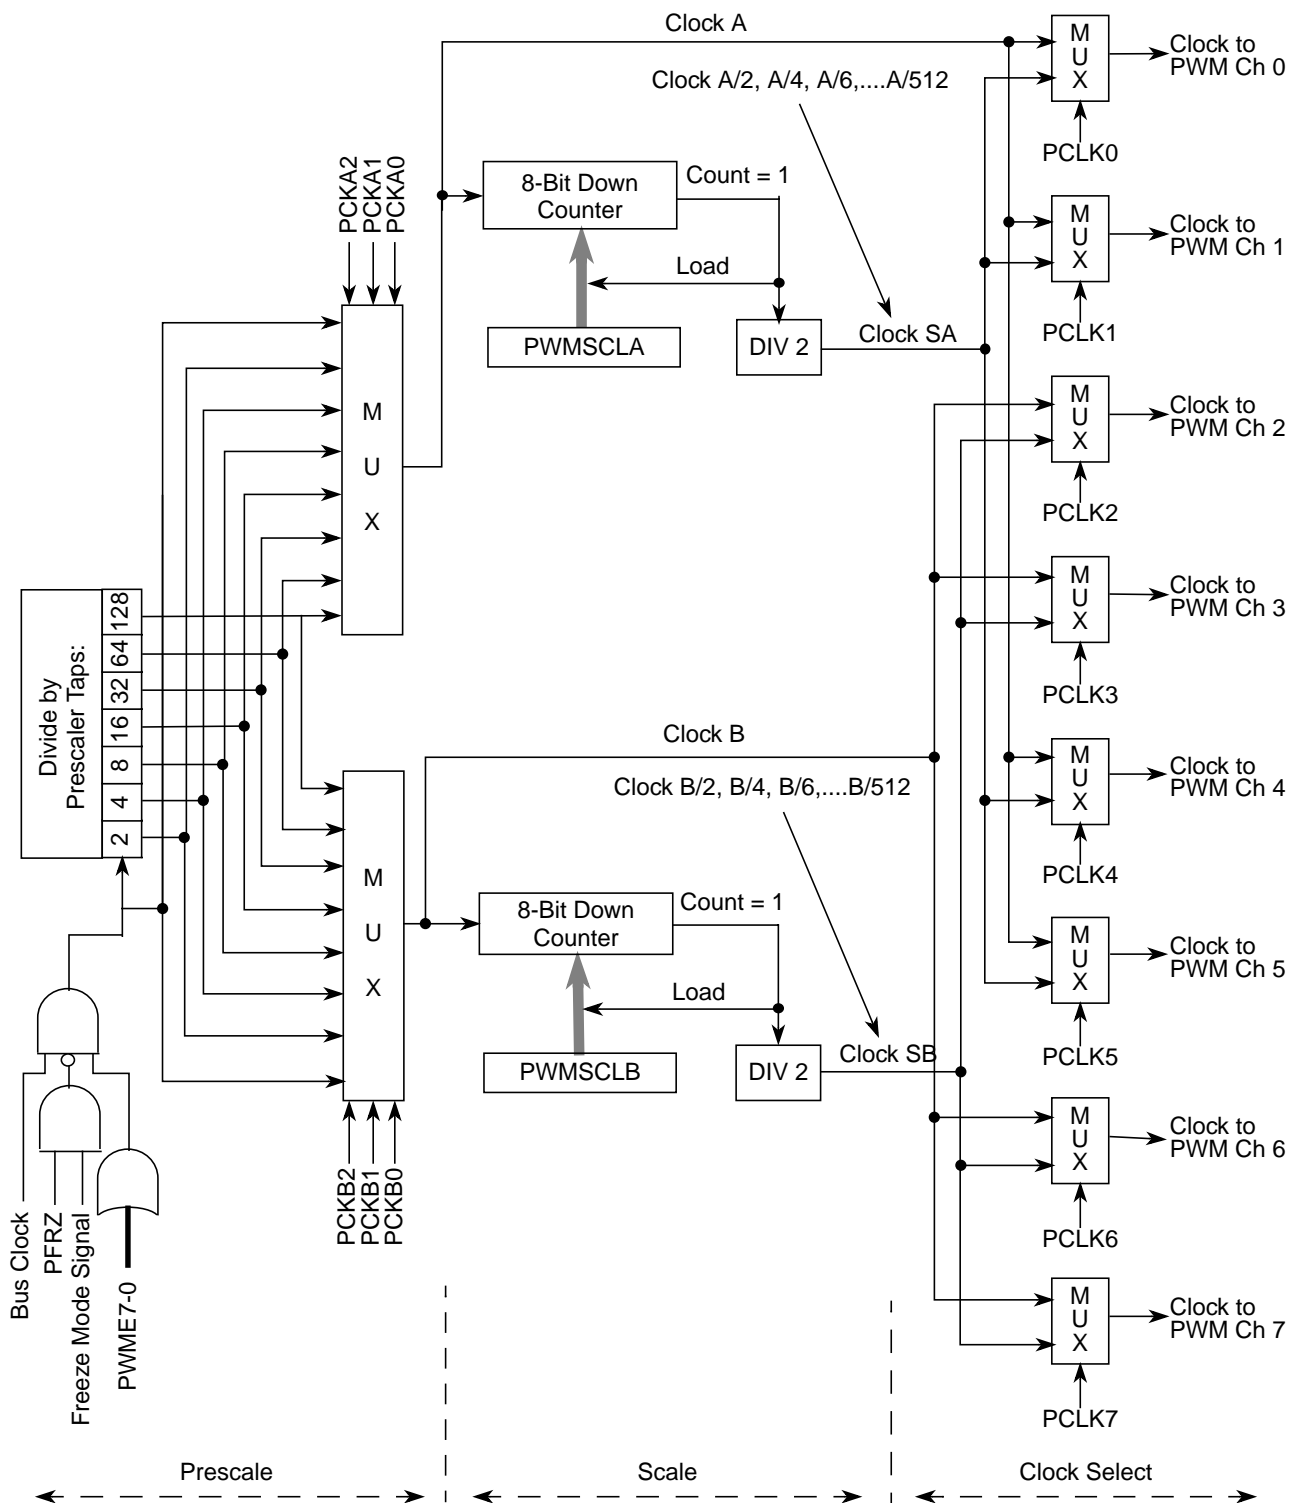 Clock A
Clock A/2, A/4, A/6,....A/512
M
U
X
Clock to
PWM Ch 0
PCLK0
PCKA2
PCKA1
PCKA0
8-Bit Down
Counter
Count = 1
Load
PWMSCLA
DIV 2
Clock SA
M
U
X
Clock to
PWM Ch 1
PCLK1
M
U
X
M
U
X
Clock to
PWM Ch 2
PCLK2
M
U
X
Clock to
PWM Ch 3
PCLK3
Divide by
Prescaler Taps:
128
64
32
16
8
4
2
Clock B
Clock B/2, B/4, B/6,....B/512
M
U
X
Clock to
PWM Ch 4
PCLK4
M
U
X
8-Bit Down
Counter
Count = 1
Load
PWMSCLB
DIV 2
Clock SB
M
U
X
Clock to
PWM Ch 5
PCLK5
PCKB2
PCKB1
PCKB0
Bus Clock
PFRZ
Freeze Mode Signal
PWME7-0
M
U
X
Clock to
PWM Ch 6
PCLK6
M
U
X
Clock to
PWM Ch 7
PCLK7
Prescale
Scale
Clock Select